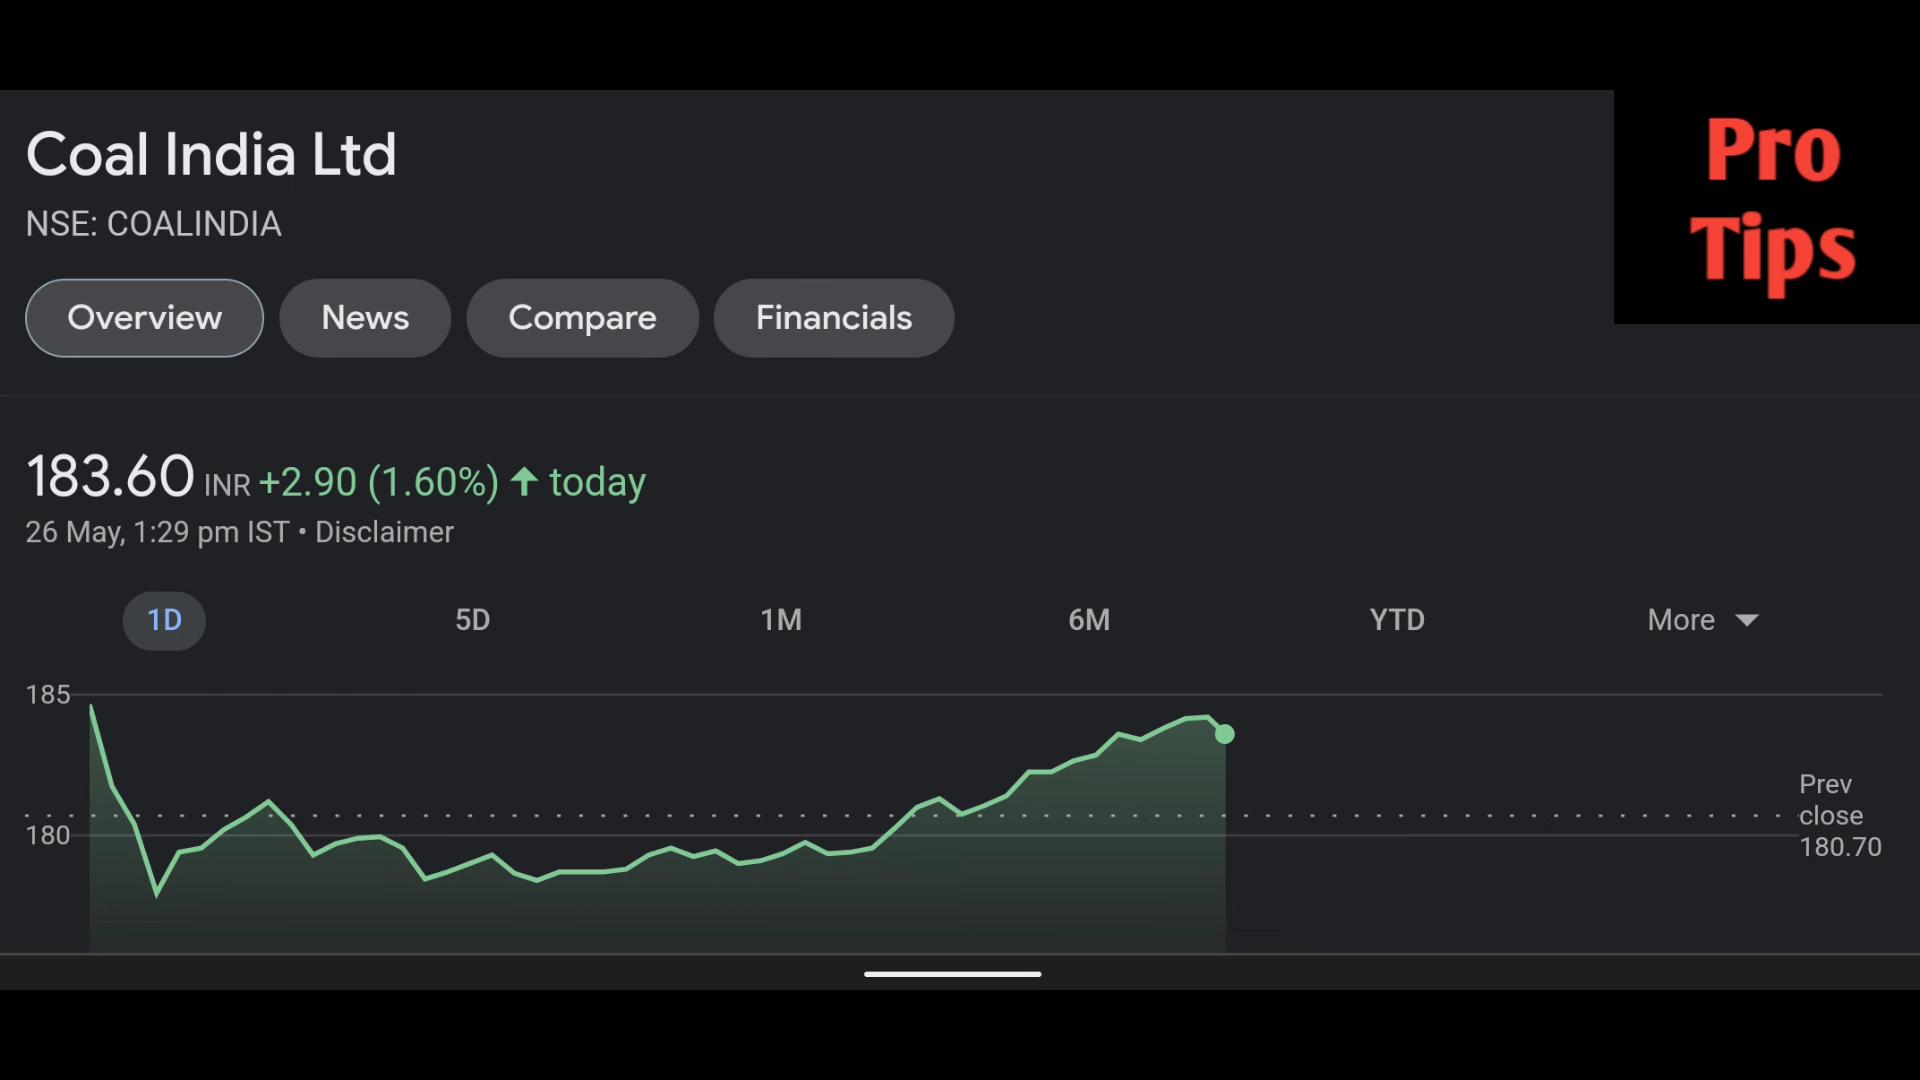 Coal India Ltd
NSE: COALINDIA
Pro
Tips
Overview News Compare Financials
183.60 INR +2.90 (1.60%) ↑ today
26 May, 1:29 pm IST • Disclaimer
1D 5D 1M 6M YTD More
185
180
Prev
close
180.70